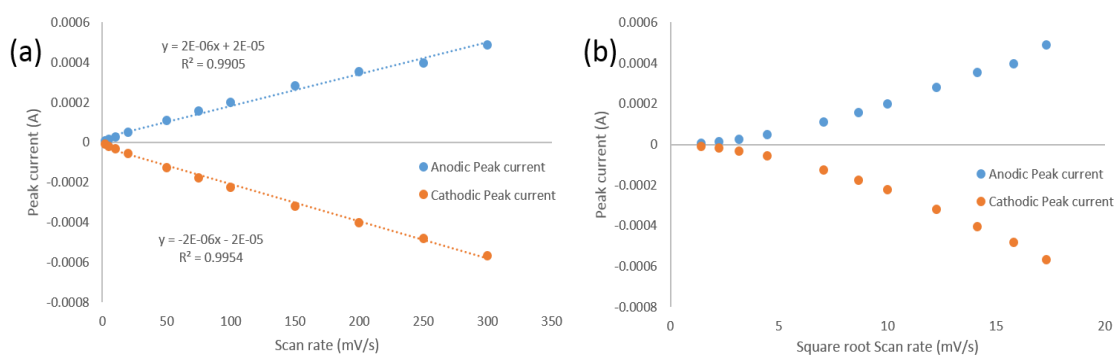 (a)
0.0006
0.0004
0.0002
0
-0.0002
-0.0004
-0.0006
-0.0008
Peak current (A)
y = 2E-06x + 2E-05
R² = 0.9905
Anodic Peak current
Cathodic Peak current
y = -2E-06x - 2E-05
R² = 0.9954
0 50 100 150 200 250 300 350
Scan rate (mV/s)
(b)
0.0006
0.0004
0.0002
0
-0.0002
-0.0004
-0.0006
-0.0008
Peak current (A)
Anodic Peak current
Cathodic Peak current
0 5 10 15 20
Square root Scan rate (mV/s)